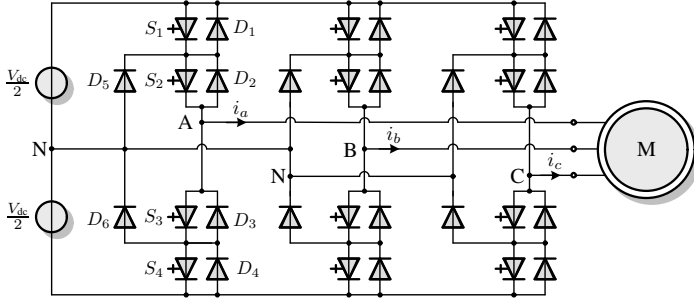 S1 D1
Vdc/2 D5 S2 D2
A ia
N B ib M
N C ic
Vdc/2 D6 S3 D3
S4 D4